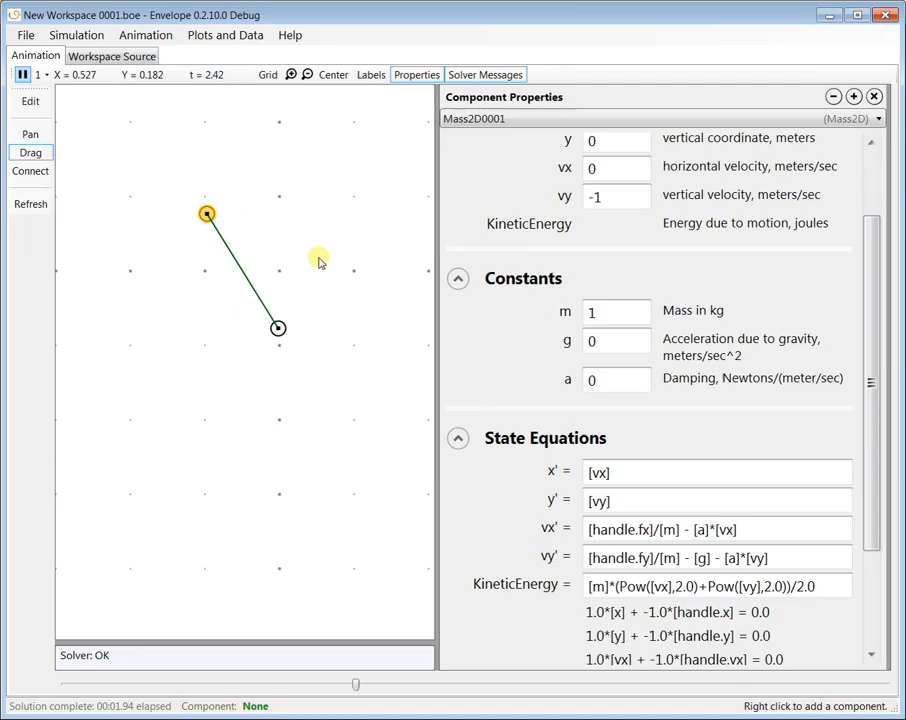 New Workspace 0001.boe - Envelope 0.2.10.0 Debug
File Simulation Animation Plots and Data Help
Animation Workspace Source
1 X = 0.527 Y = 0.182 t = 2.42 Grid Center Labels Properties Solver Messages
Edit
Pan
Drag
Connect
Refresh
Component Properties
Mass2D0001 (Mass2D)
y 0 vertical coordinate, meters
vx 0 horizontal velocity, meters/sec
vy -1 vertical velocity, meters/sec
KineticEnergy Energy due to motion, joules
Constants
m 1 Mass in kg
g 0 Acceleration due to gravity,
meters/sec^2
a 0 Damping, Newtons/(meter/sec)
State Equations
x' = [vx]
y' = [vy]
vx' = [handle.fx]/[m] - [a]*[vx]
vy' = [handle.fy]/[m] - [g] - [a]*[vy]
KineticEnergy = [m]*(Pow([vx],2.0)+Pow([vy],2.0))/2.0
1.0*[x] + -1.0*[handle.x] = 0.0
1.0*[y] + -1.0*[handle.y] = 0.0
1.0*[vx] + -1.0*[handle.vx] = 0.0
Solver: OK
Solution complete: 00:01.94 elapsed Component: None Right click to add a component.